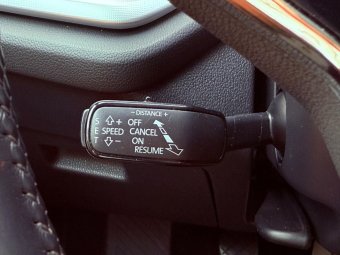 - DISTANCE +
S + OFF
E SPEED CANCEL
T - ON
RESUME